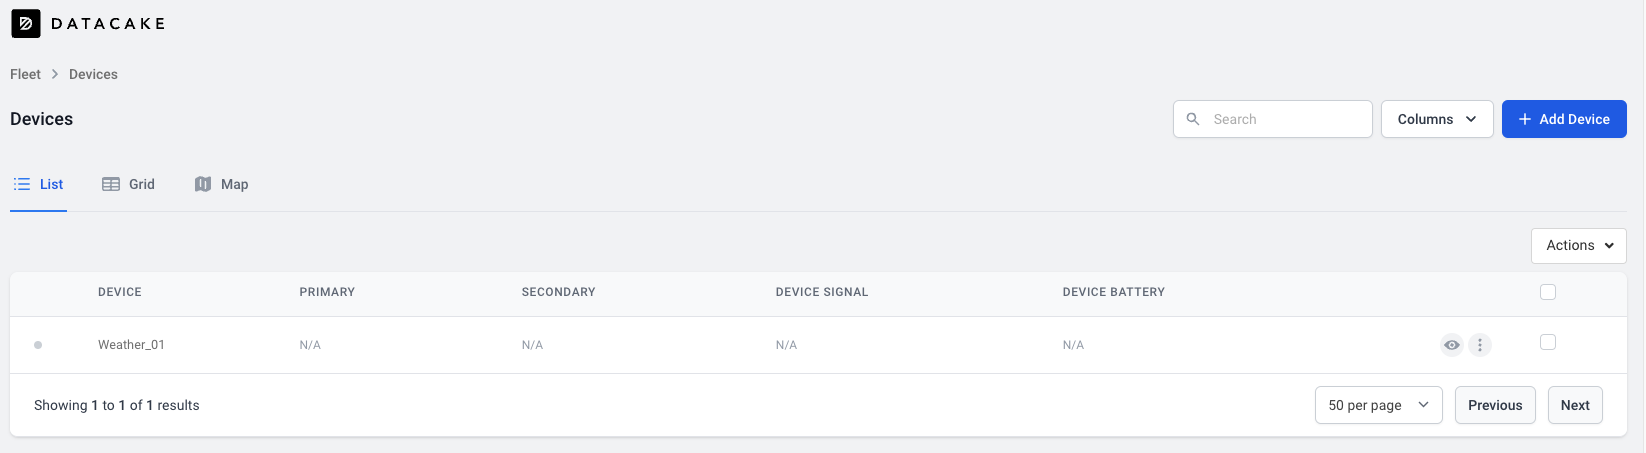 DATACAKE
Fleet > Devices
Devices
Search
Columns
+ Add Device
List
Grid
Map
Actions
DEVICE PRIMARY SECONDARY DEVICE SIGNAL DEVICE BATTERY
Weather_01 N/A N/A N/A N/A
Showing 1 to 1 of 1 results
50 per page
Previous
Next